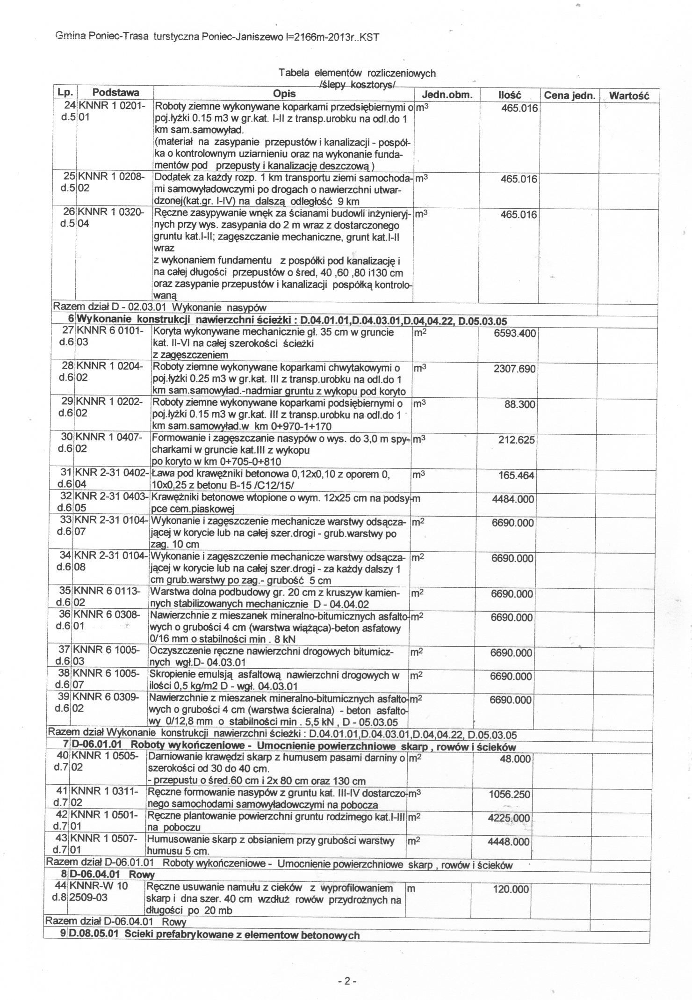 Gmina Poniec-Trasa turstyczna Poniec-Janiszewo l=2166m-2013r..KST
Tabela elementów rozliczeniowych
/ślepy kosztorys/
Lp. Podstawa Opis Jedn.obm. Ilość Cena jedn. Wartość
24 KNNR 1 0201- Roboty ziemne wykonywane koparkami przedsiębiernymi o m3 465.016
d.5 01 poj.łyżki 0.15 m3 w gr.kat. I-II z transp.urobku na odl.do 1
km sam.samowyład.
(materiał na zasypanie przepustów i kanalizacji - pospół-
ka o kontrolownym uziarnieniu oraz na wykonanie funda-
mentów pod przepusty i kanalizację deszczową )
25 KNNR 1 0208- Dodatek za każdy rozp. 1 km transportu ziemi samochoda- m3 465.016
d.5 02 mi samowyładowczymi po drogach o nawierzchni utwar-
dzonej(kat.gr. I-IV) na dalszą odległość 9 km
26 KNNR 1 0320- Ręczne zasypywanie wnęk za ścianami budowli inżynieryj- m3 465.016
d.5 04 nych przy wys. zasypania do 2 m wraz z dostarczonego
gruntu kat.I-II; zagęszczanie mechaniczne, grunt kat.I-II
wraz
z wykonaniem fundamentu z pospółki pod kanalizację i
na całej długości przepustów o śred, 40 ,60 ,80 i130 cm
oraz zasypanie przepustów i kanalizacji pospółką kontrolo-
waną
Razem dział D - 02.03.01 Wykonanie nasypów
6 Wykonanie konstrukcji nawierzchni ścieżki : D.04.01.01,D.04.03.01,D.04,04.22, D.05.03.05
27 KNNR 6 0101- Koryta wykonywane mechanicznie gł. 35 cm w gruncie m2 6593.400
d.6 03 kat. II-VI na całej szerokości ścieżki
z zagęszczeniem
28 KNNR 1 0204- Roboty ziemne wykonywane koparkami chwytakowymi o m3 2307.690
d.6 02 poj.łyżki 0.25 m3 w gr.kat. III z transp.urobku na odl.do 1
km sam.samowyład.-nadmiar gruntu z wykopu pod koryto
29 KNNR 1 0202- Roboty ziemne wykonywane koparkami podsiębiernymi o m3 88.300
d.6 02 poj.łyżki 0.15 m3 w gr.kat. III z transp.urobku na odl.do 1
km sam.samowyład.w km 0+970-1+170
30 KNNR 1 0407- Formowanie i zagęszczanie nasypów o wys. do 3,0 m spy- m3 212.625
d.6 02 charkami w gruncie kat.III z wykopu
po koryto w km 0+705-0+810
31 KNR 2-31 0402- Ława pod krawężniki betonowa 0,12x0,10 z oporem 0, m3 165.464
d.6 04 10x0,25 z betonu B-15 /C12/15/
32 KNR 2-31 0403- Krawężniki betonowe wtopione o wym. 12x25 cm na podsy- m 4484.000
d.6 05 pce cem.piaskowej
33 KNR 2-31 0104- Wykonanie i zagęszczenie mechanicze warstwy odsącza- m2 6690.000
d.6 07 jącej w korycie lub na całej szer.drogi - grub.warstwy po
zag. 10 cm
34 KNR 2-31 0104- Wykonanie i zagęszczenie mechanicze warstwy odsącza- m2 6690.000
d.6 08 jącej w korycie lub na całej szer.drogi - za każdy dalszy 1
cm grub.warstwy po zag.- grubość 5 cm
35 KNNR 6 0113- Warstwa dolna podbudowy gr. 20 cm z kruszyw kamien- m2 6690.000
d.6 02 nych stabilizowanych mechanicznie D - 04.04.02
36 KNNR 6 0308- Nawierzchnie z mieszanek mineralno-bitumicznych asfalto- m2 6690.000
d.6 01 wych o grubości 4 cm (warstwa wiążąca)-beton asfatowy
0/16 mm o stabilności min . 8 kN
37 KNNR 6 1005- Oczyszczenie ręczne nawierzchni drogowych bitumicz- m2 6690.000
d.6 03 nych wgł.D- 04.03.01
38 KNNR 6 1005- Skropienie emulsją asfaltową nawierzchni drogowych w m2 6690.000
d.6 07 ilości 0,5 kg/m2 D - wgł. 04.03.01
39 KNNR 6 0309- Nawierzchnie z mieszanek mineralno-bitumicznych asfalto- m2 6690.000
d.6 02 wych o grubości 4 cm (warstwa ścieralna) - beton asfalto-
wy 0/12,8 mm o stabilności min . 5,5 kN , D - 05.03.05
Razem dział Wykonanie konstrukcji nawierzchni ścieżki : D.04.01.01,D.04.03.01,D.04,04.22, D.05.03.05
7 D-06.01.01 Roboty wykończeniowe - Umocnienie powierzchniowe skarp , rowów i ścieków
40 KNNR 1 0505- Darniowanie krawędzi skarp z humusem pasami darniny o m2 48.000
d.7 02 szerokości od 30 do 40 cm.
- przepustu o śred.60 cm i 2x 80 cm oraz 130 cm
41 KNNR 1 0311- Ręczne formowanie nasypów z gruntu kat. III-IV dostarczo- m3 1056.250
d.7 02 nego samochodami samowyładowczymi na pobocza
42 KNNR 1 0501- Ręczne plantowanie powierzchni gruntu rodzimego kat.I-III m2 4225.000
d.7 01 na poboczu
43 KNNR 1 0507- Humusowanie skarp z obsianiem przy grubości warstwy m2 4448.000
d.7 01 humusu 5 cm.
Razem dział D-06.01.01 Roboty wykończeniowe - Umocnienie powierzchniowe skarp , rowów i ścieków
8 D-06.04.01 Rowy
44 KNNR-W 10 Ręczne usuwanie namułu z cieków z wyprofilowaniem m 120.000
d.8 2509-03 skarp i dna szer. 40 cm wzdłuż rowów przydrożnych na
długości po 20 mb
Razem dział D-06.04.01 Rowy
9 D.08.05.01 Scieki prefabrykowane z elementow betonowych
- 2 -